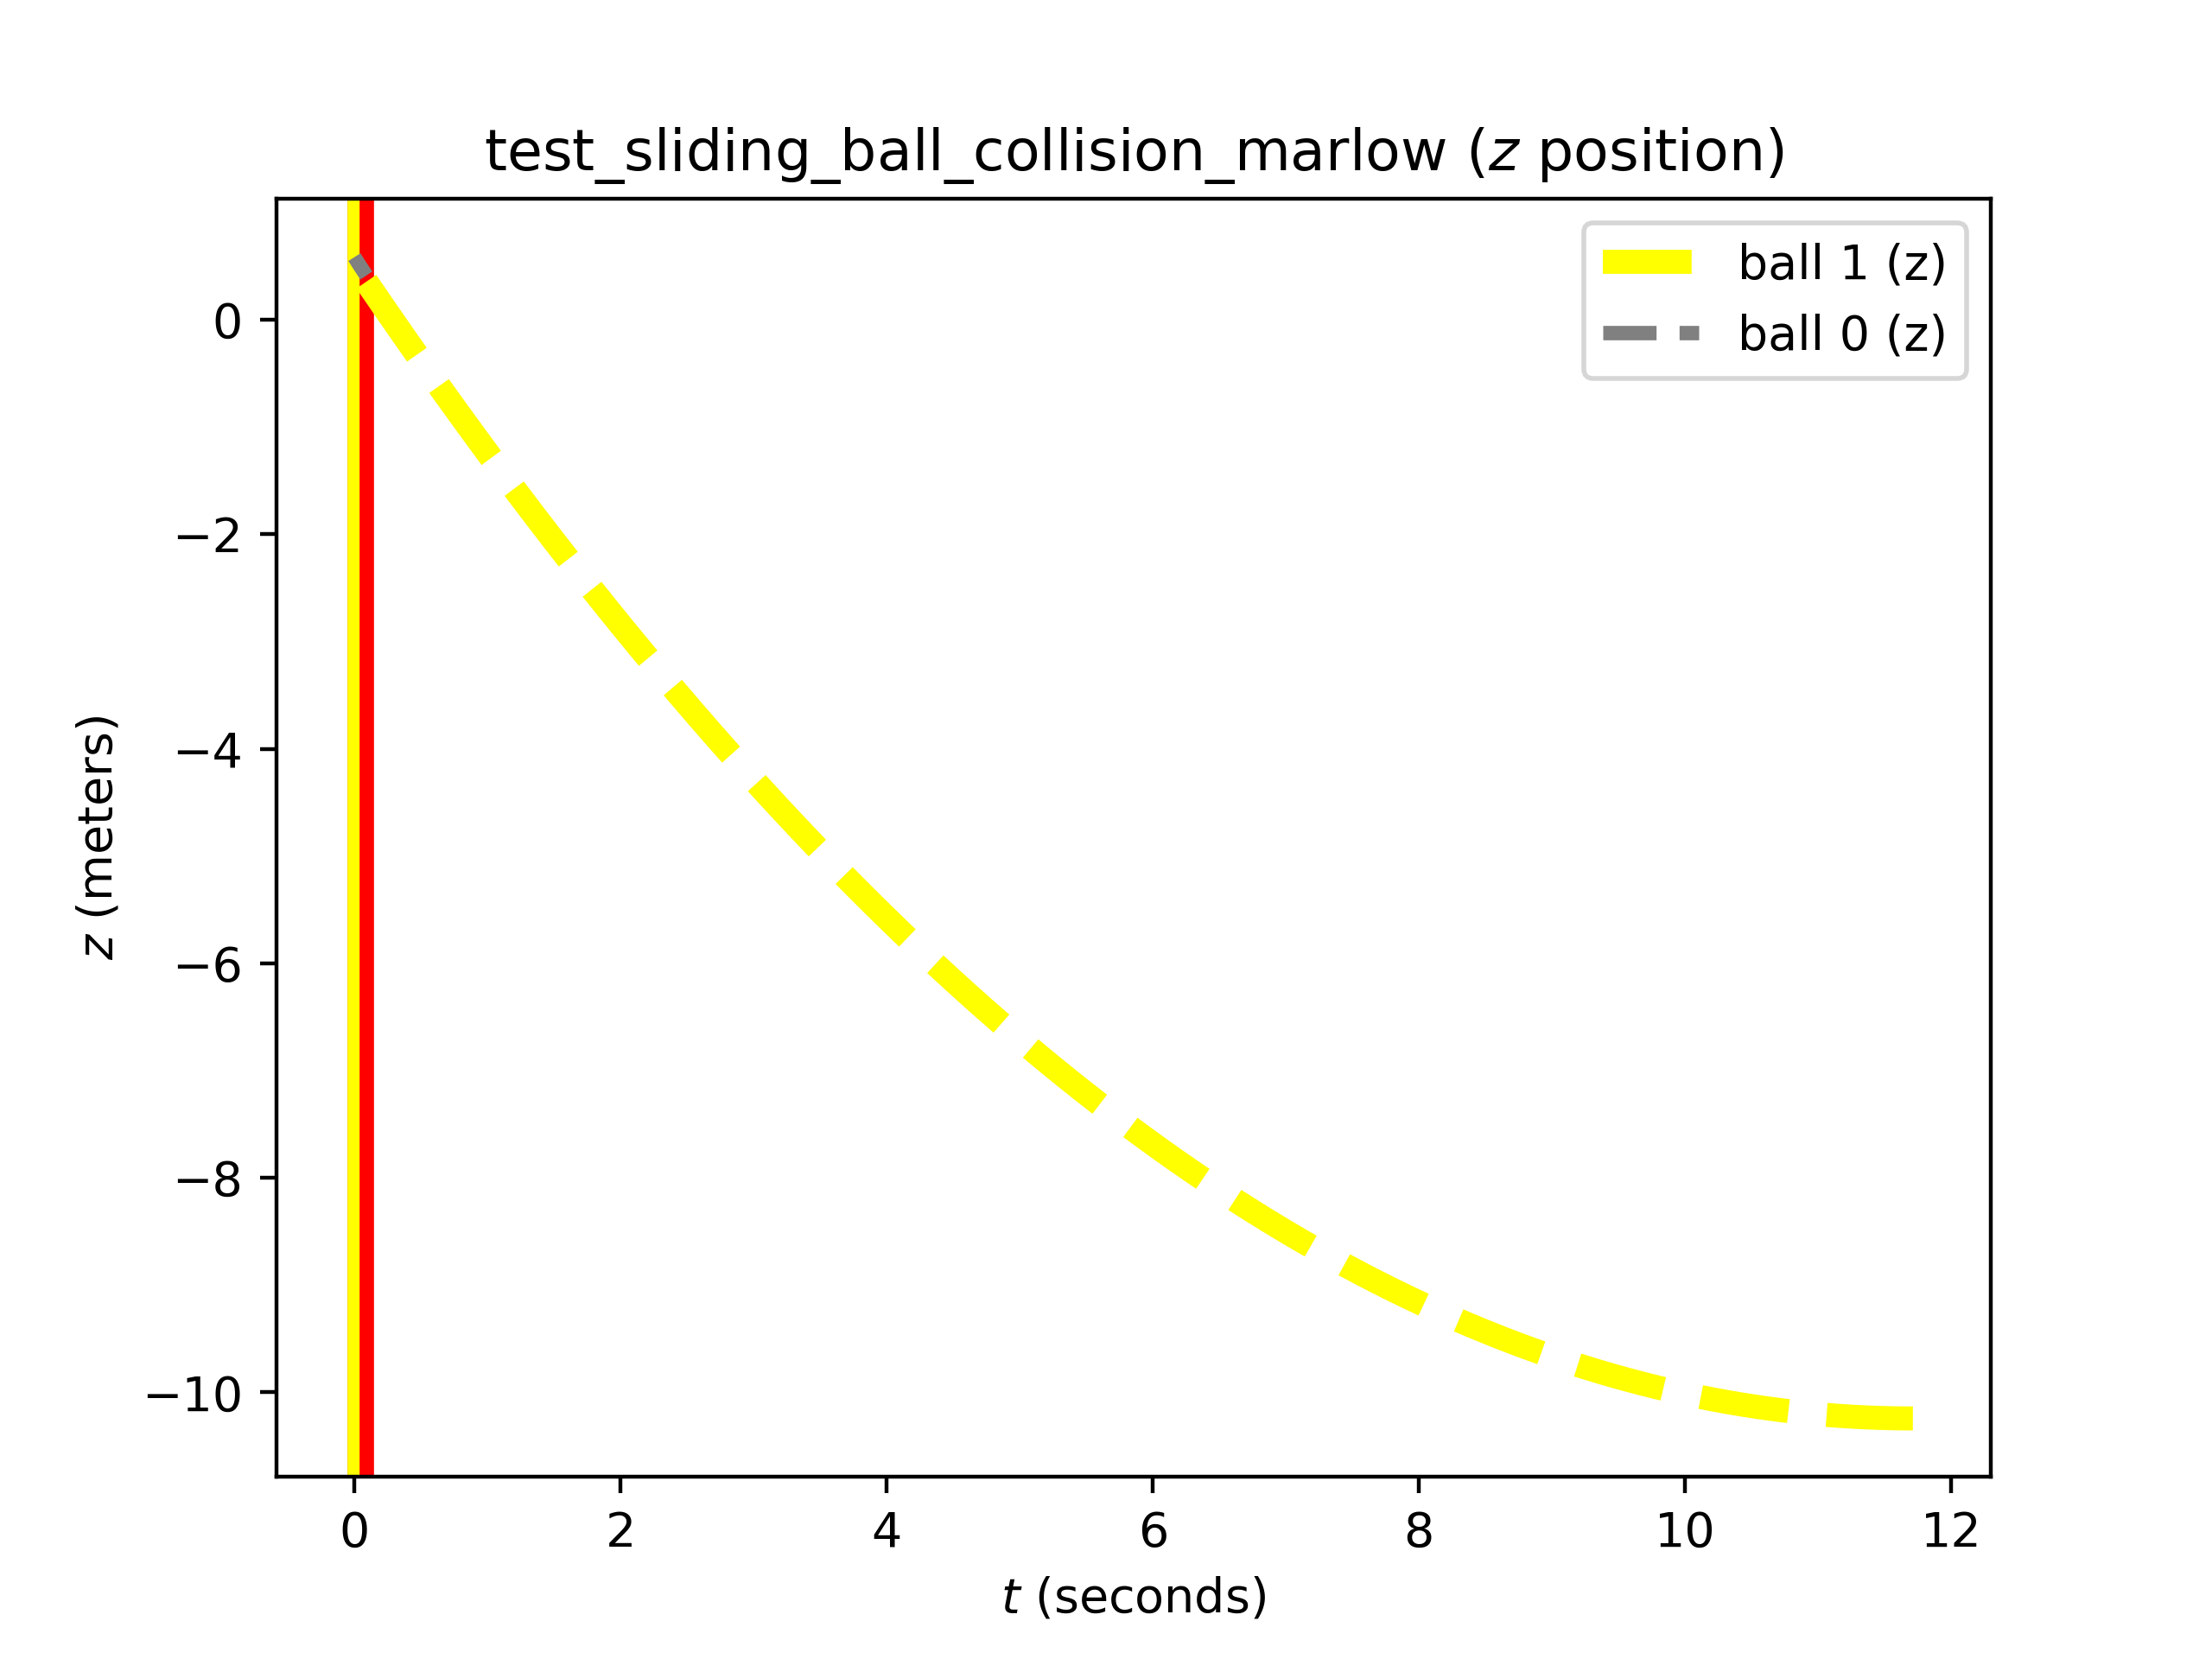 test_sliding_ball_collision_marlow (z position)
ball 1 (z)
ball 0 (z)
z (meters)
0
−2
−4
−6
−8
−10
0 2 4 6 8 10 12
t (seconds)